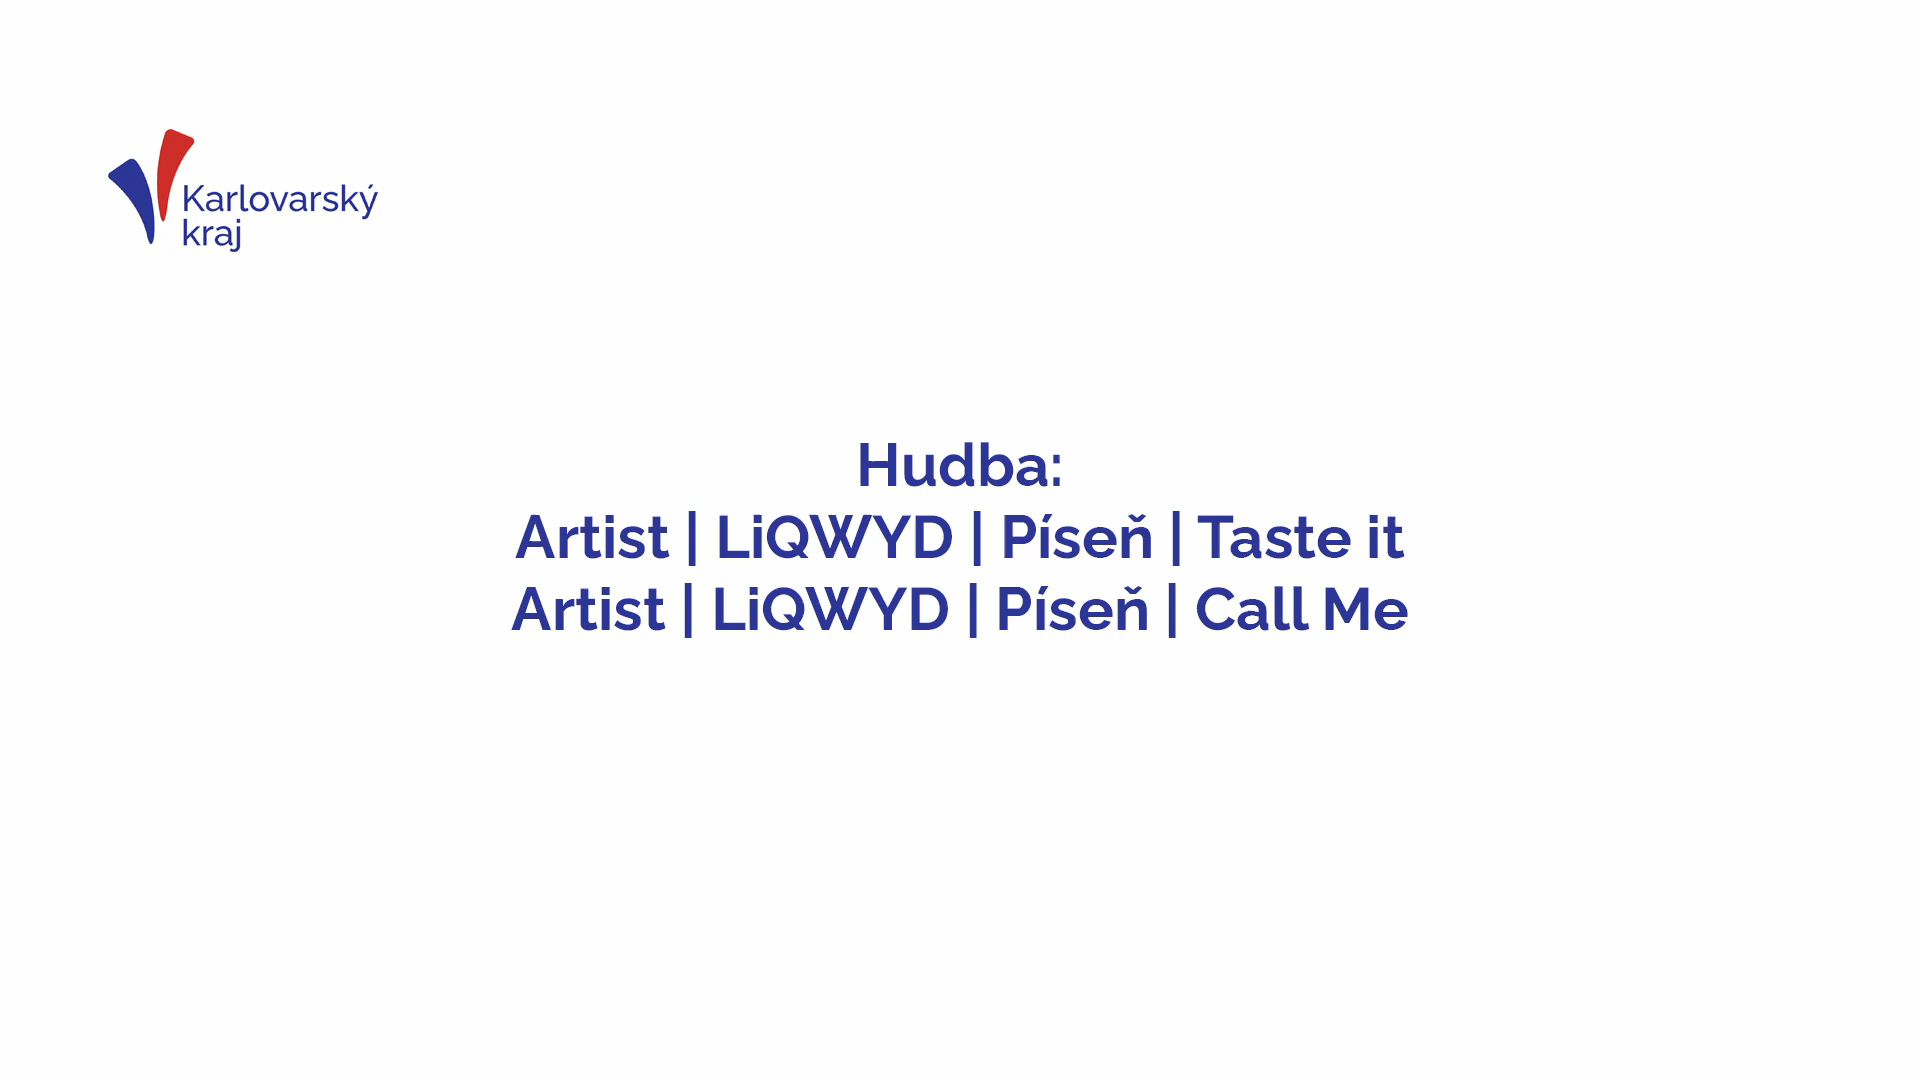 Karlovarský
kraj
Hudba:
Artist | LiQWYD | Píseň | Taste it
Artist | LiQWYD | Píseň | Call Me